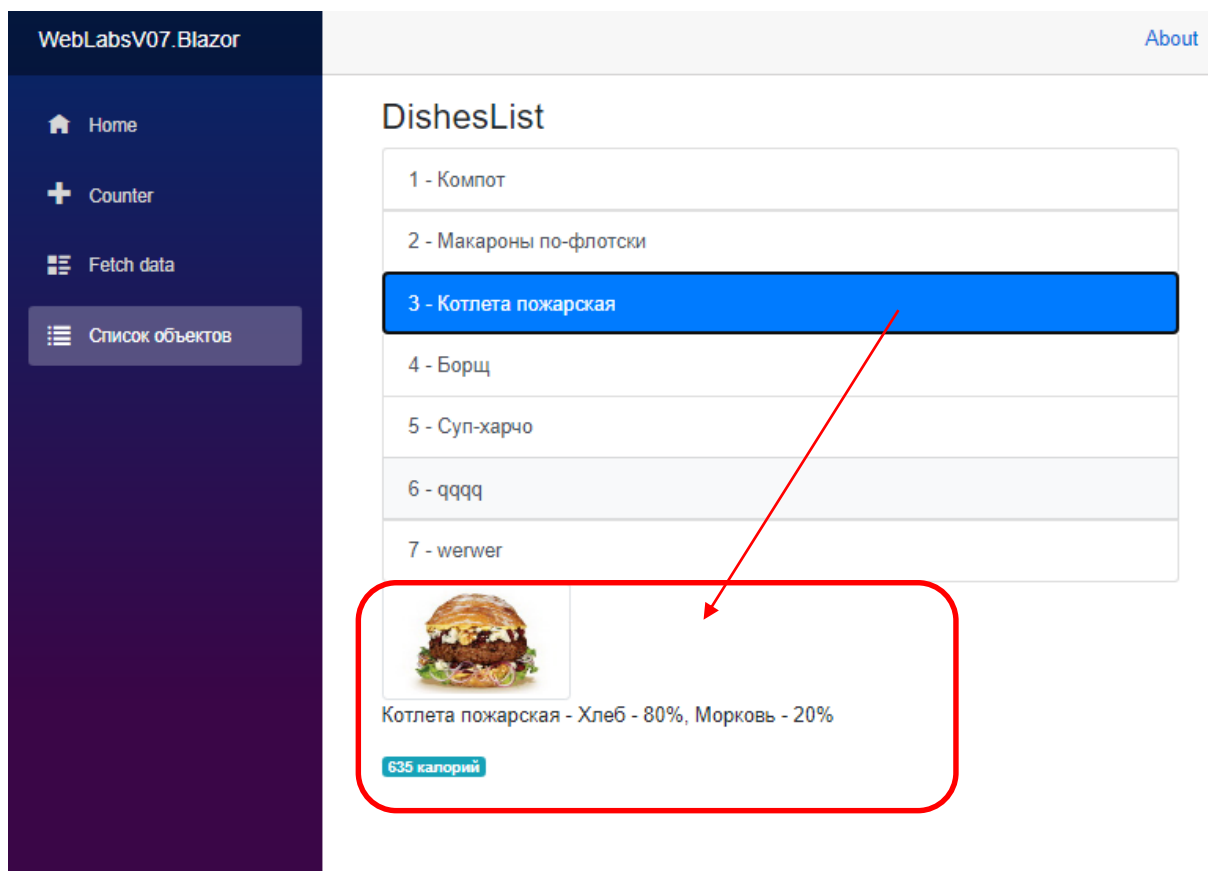 WebLabsV07.Blazor
About
Home
Counter
Fetch data
Список объектов
DishesList
1 - Компот
2 - Макароны по-флотски
3 - Котлета пожарская
4 - Борщ
5 - Суп-харчо
6 - qqqq
7 - werwer
Котлета пожарская - Хлеб - 80%, Морковь - 20%
635 калорий